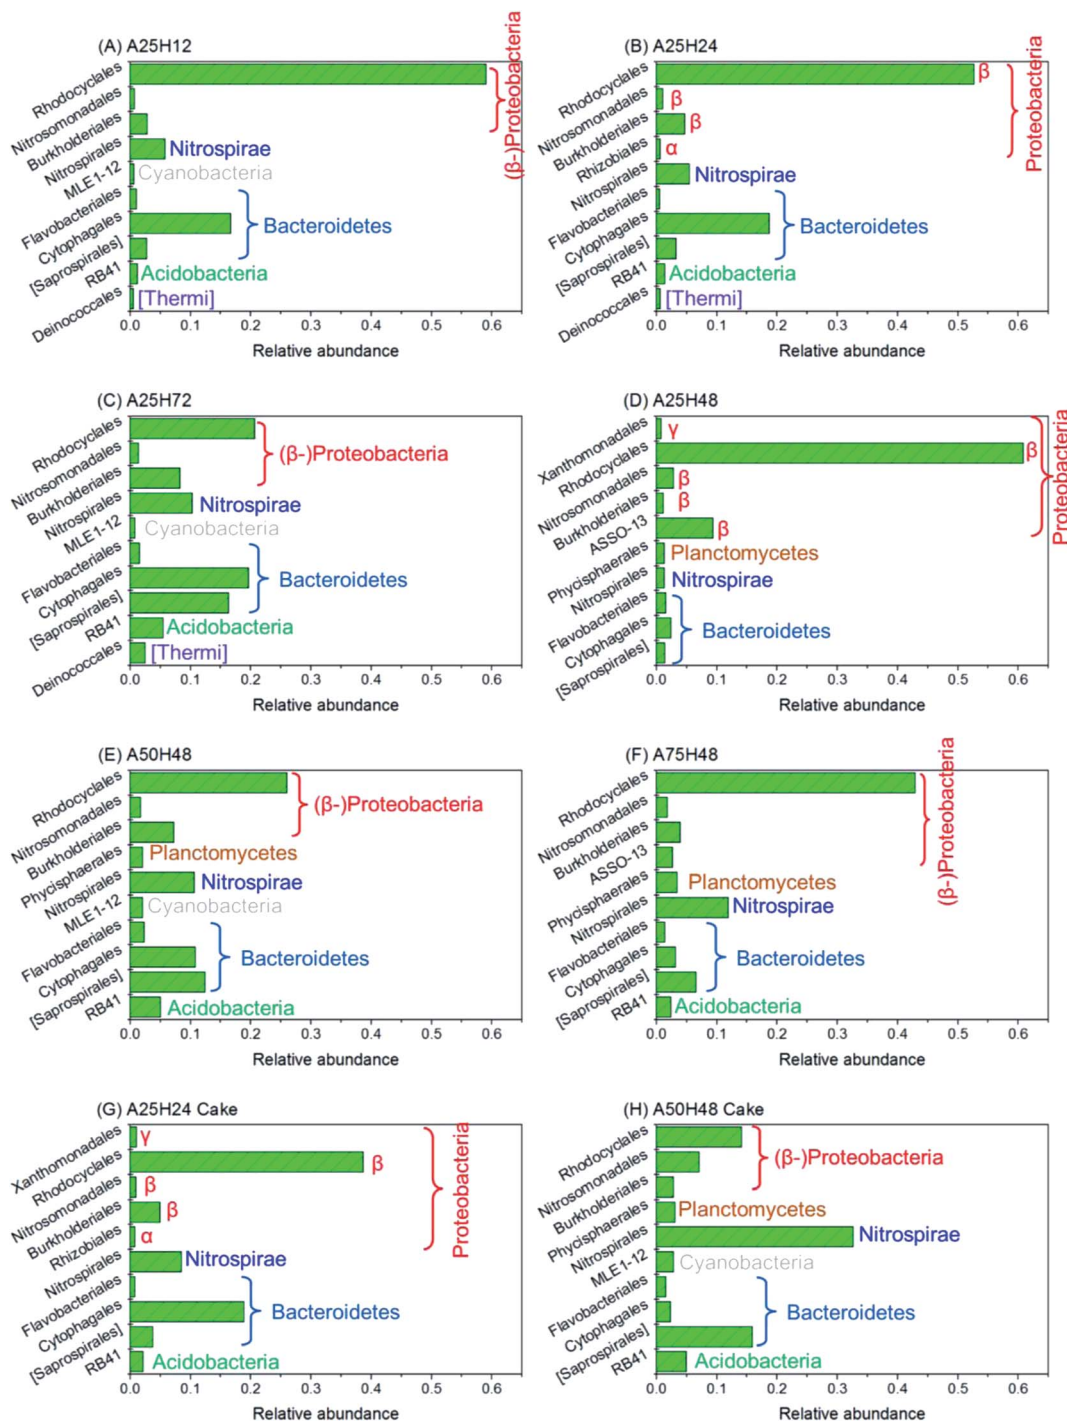 (A) A25H12
Rhodocyclales
Nitrosomonadales
Burkholderiales
Nitrospirales
MLE1-12
Flavobacteriales
Cytophagales
[Saprospirales]
RB41
Deinococcales
(β-)Proteobacteria
Nitrospirae
Cyanobacteria
Bacteroidetes
Acidobacteria
[Thermi]
0.0 0.1 0.2 0.3 0.4 0.5 0.6
Relative abundance
(B) A25H24
Rhodocyclales
Nitrosomonadales
Burkholderiales
Rhizobiales
Nitrospirales
Flavobacteriales
Cytophagales
[Saprospirales]
RB41
Deinococcales
β
β
β
α
Proteobacteria
Nitrospirae
Bacteroidetes
Acidobacteria
[Thermi]
0.0 0.1 0.2 0.3 0.4 0.5 0.6
Relative abundance
(C) A25H72
Rhodocyclales
Nitrosomonadales
Burkholderiales
Nitrospirales
MLE1-12
Flavobacteriales
Cytophagales
[Saprospirales]
RB41
Deinococcales
(β-)Proteobacteria
Nitrospirae
Cyanobacteria
Bacteroidetes
Acidobacteria
[Thermi]
0.0 0.1 0.2 0.3 0.4 0.5 0.6
Relative abundance
(D) A25H48
Xanthomonadales
Rhodocyclales
Nitrosomonadales
Burkholderiales
ASSO-13
Phycisphaerales
Nitrospirales
Flavobacteriales
Cytophagales
[Saprospirales]
γ
β
β
β
β
Proteobacteria
Planctomycetes
Nitrospirae
Bacteroidetes
0.0 0.1 0.2 0.3 0.4 0.5 0.6
Relative abundance
(E) A50H48
Rhodocyclales
Nitrosomonadales
Burkholderiales
Phycisphaerales
Nitrospirales
MLE1-12
Flavobacteriales
Cytophagales
[Saprospirales]
RB41
(β-)Proteobacteria
Planctomycetes
Nitrospirae
Cyanobacteria
Bacteroidetes
Acidobacteria
0.0 0.1 0.2 0.3 0.4 0.5 0.6
Relative abundance
(F) A75H48
Rhodocyclales
Nitrosomonadales
Burkholderiales
ASSO-13
Phycisphaerales
Nitrospirales
Flavobacteriales
Cytophagales
[Saprospirales]
RB41
(β-)Proteobacteria
Planctomycetes
Nitrospirae
Bacteroidetes
Acidobacteria
0.0 0.1 0.2 0.3 0.4 0.5 0.6
Relative abundance
(G) A25H24 Cake
Xanthomonadales
Rhodocyclales
Nitrosomonadales
Burkholderiales
Rhizobiales
Nitrospirales
Flavobacteriales
Cytophagales
[Saprospirales]
RB41
γ
β
β
β
α
Proteobacteria
Nitrospirae
Bacteroidetes
Acidobacteria
0.0 0.1 0.2 0.3 0.4 0.5 0.6
Relative abundance
(H) A50H48 Cake
Rhodocyclales
Nitrosomonadales
Burkholderiales
Phycisphaerales
Nitrospirales
MLE1-12
Flavobacteriales
Cytophagales
[Saprospirales]
RB41
(β-)Proteobacteria
Planctomycetes
Nitrospirae
Cyanobacteria
Bacteroidetes
Acidobacteria
0.0 0.1 0.2 0.3 0.4 0.5 0.6
Relative abundance